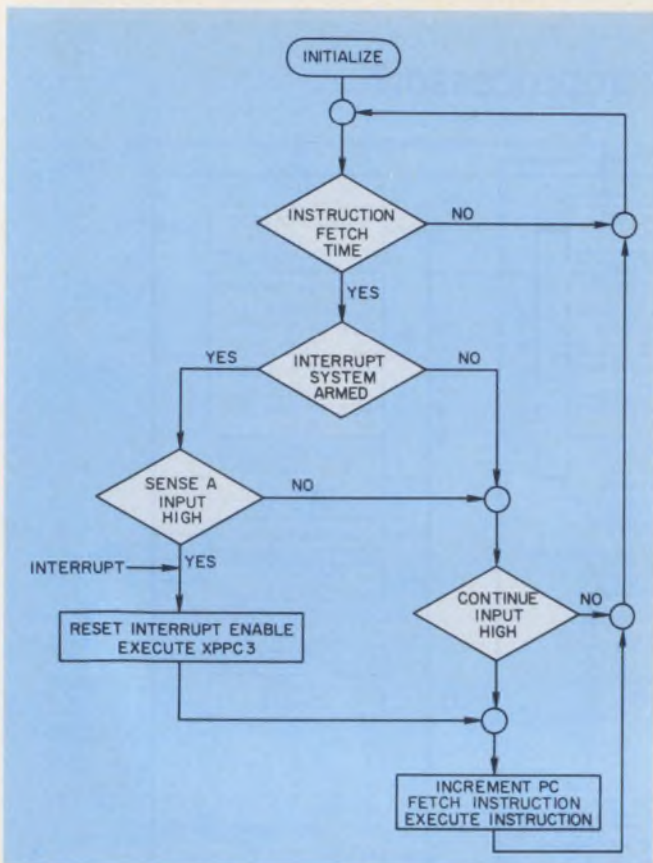 INITIALIZE
INSTRUCTION
FETCH
TIME
NO
YES
YES
INTERRUPT
SYSTEM
ARMED
NO
SENSE A
INPUT
HIGH
NO
INTERRUPT
YES
CONTINUE
INPUT
HIGH
NO
RESET INTERRUPT ENABLE
EXECUTE XPPC3
INCREMENT PC
FETCH INSTRUCTION
EXECUTE INSTRUCTION